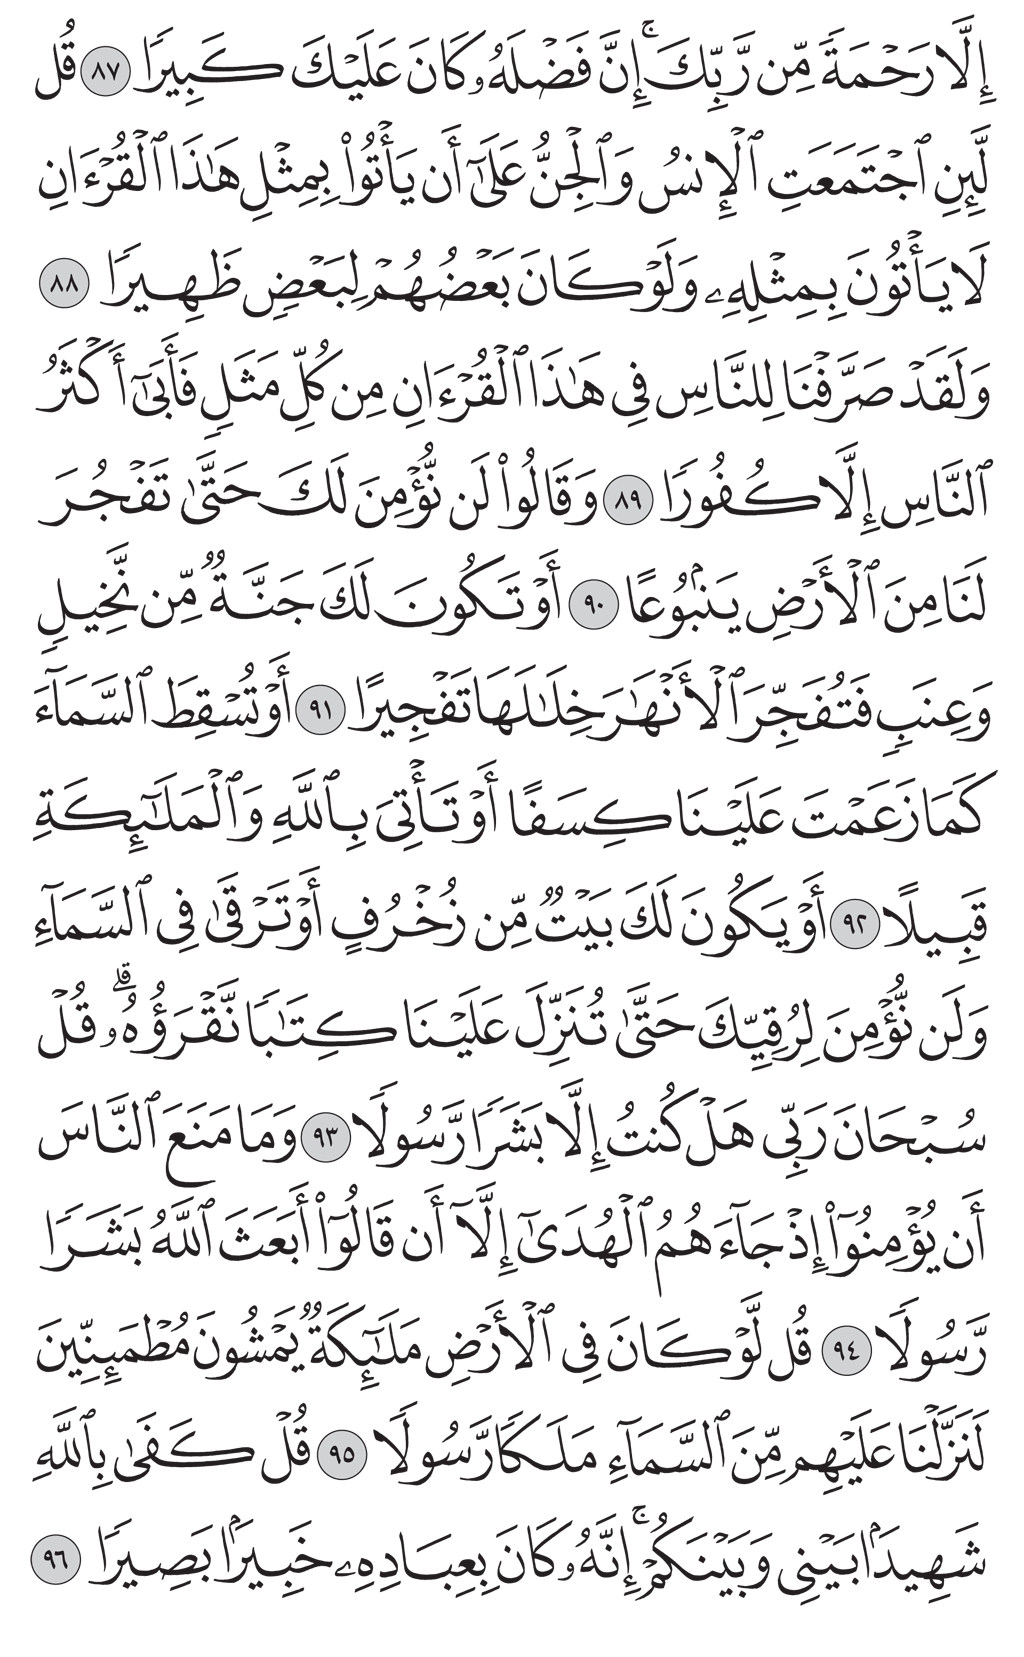 إِلَّا رَحْمَةً مِّن رَّبِّكَ ۚ إِنَّ فَضْلَهُۥ كَانَ عَلَيْكَ كَبِيرًا ٨٧ قُل
لَّئِنِ ٱجْتَمَعَتِ ٱلْإِنسُ وَٱلْجِنُّ عَلَىٰٓ أَن يَأْتُوا۟ بِمِثْلِ هَٰذَا ٱلْقُرْءَانِ
لَا يَأْتُونَ بِمِثْلِهِۦ وَلَوْ كَانَ بَعْضُهُمْ لِبَعْضٍ ظَهِيرًا ٨٨
وَلَقَدْ صَرَّفْنَا لِلنَّاسِ فِى هَٰذَا ٱلْقُرْءَانِ مِن كُلِّ مَثَلٍ فَأَبَىٰٓ أَكْثَرُ
ٱلنَّاسِ إِلَّا كُفُورًا ٨٩ وَقَالُوا۟ لَن نُّؤْمِنَ لَكَ حَتَّىٰ تَفْجُرَ
لَنَا مِنَ ٱلْأَرْضِ يَنۢبُوعًا ٩٠ أَوْ تَكُونَ لَكَ جَنَّةٌ مِّن نَّخِيلٍ
وَعِنَبٍ فَتُفَجِّرَ ٱلْأَنْهَٰرَ خِلَٰلَهَا تَفْجِيرًا ٩١ أَوْ تُسْقِطَ ٱلسَّمَآءَ
كَمَا زَعَمْتَ عَلَيْنَا كِسَفًا أَوْ تَأْتِىَ بِٱللَّهِ وَٱلْمَلَٰٓئِكَةِ
قَبِيلًا ٩٢ أَوْ يَكُونَ لَكَ بَيْتٌ مِّن زُخْرُفٍ أَوْ تَرْقَىٰ فِى ٱلسَّمَآءِ
وَلَن نُّؤْمِنَ لِرُقِيِّكَ حَتَّىٰ تُنَزِّلَ عَلَيْنَا كِتَٰبًا نَّقْرَؤُهُۥ ۗ قُلْ
سُبْحَانَ رَبِّى هَلْ كُنتُ إِلَّا بَشَرًا رَّسُولًا ٩٣ وَمَا مَنَعَ ٱلنَّاسَ
أَن يُؤْمِنُوٓا۟ إِذْ جَآءَهُمُ ٱلْهُدَىٰٓ إِلَّآ أَن قَالُوٓا۟ أَبَعَثَ ٱللَّهُ بَشَرًا
رَّسُولًا ٩٤ قُل لَّوْ كَانَ فِى ٱلْأَرْضِ مَلَٰٓئِكَةٌ يَمْشُونَ مُطْمَئِنِّينَ
لَنَزَّلْنَا عَلَيْهِم مِّنَ ٱلسَّمَآءِ مَلَكًا رَّسُولًا ٩٥ قُلْ كَفَىٰ بِٱللَّهِ
شَهِيدًۢا بَيْنِى وَبَيْنَكُمْ ۚ إِنَّهُۥ كَانَ بِعِبَادِهِۦ خَبِيرًۢا بَصِيرًا ٩٦